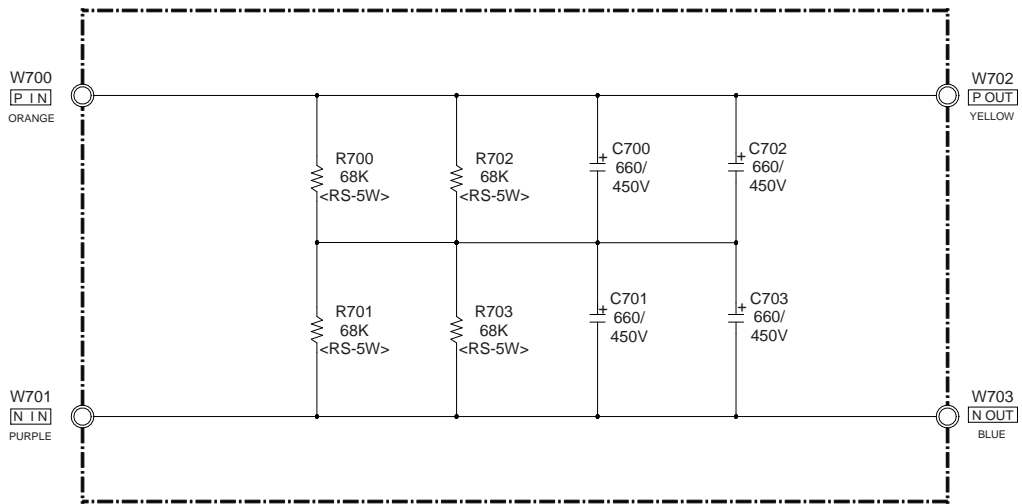 W700
P IN
ORANGE
W702
P OUT
YELLOW
R700
68K
<RS-5W>
R702
68K
<RS-5W>
C700
+
660/
450V
C702
+
660/
450V
R701
68K
<RS-5W>
R703
68K
<RS-5W>
C701
+
660/
450V
C703
+
660/
450V
W701
N IN
PURPLE
W703
N OUT
BLUE